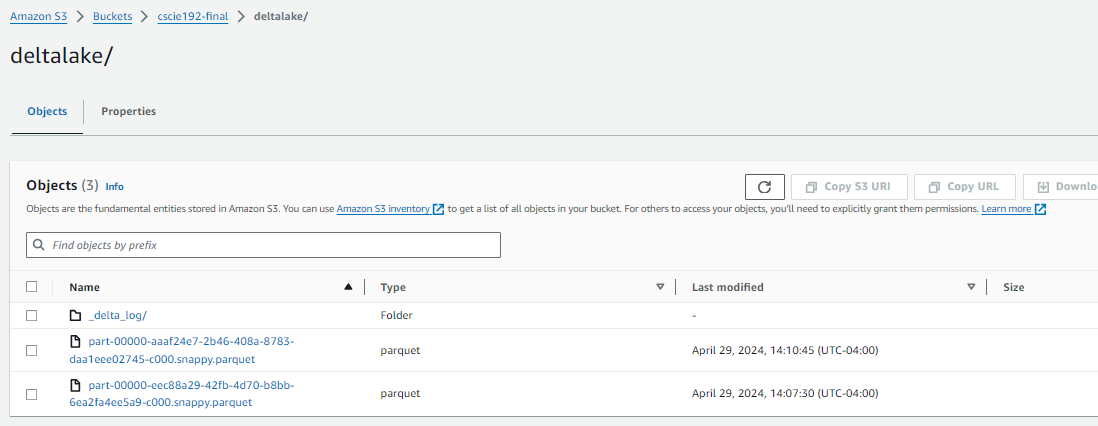 Amazon S3 > Buckets > cscie192-final > deltalake/
deltalake/
Objects Properties
Objects (3) Info
Copy S3 URI Copy URL Downlo
Objects are the fundamental entities stored in Amazon S3. You can use Amazon S3 inventory to get a list of all objects in your bucket. For others to access your objects, you'll need to explicitly grant them permissions. Learn more
Find objects by prefix
Name Type Last modified Size
_delta_log/ Folder -
part-00000-aaaf24e7-2b46-408a-8783-
daa1eee02745-c000.snappy.parquet parquet April 29, 2024, 14:10:45 (UTC-04:00)
part-00000-eec88a29-42fb-4d70-b8bb-
6ea2fa4ee5a9-c000.snappy.parquet parquet April 29, 2024, 14:07:30 (UTC-04:00)